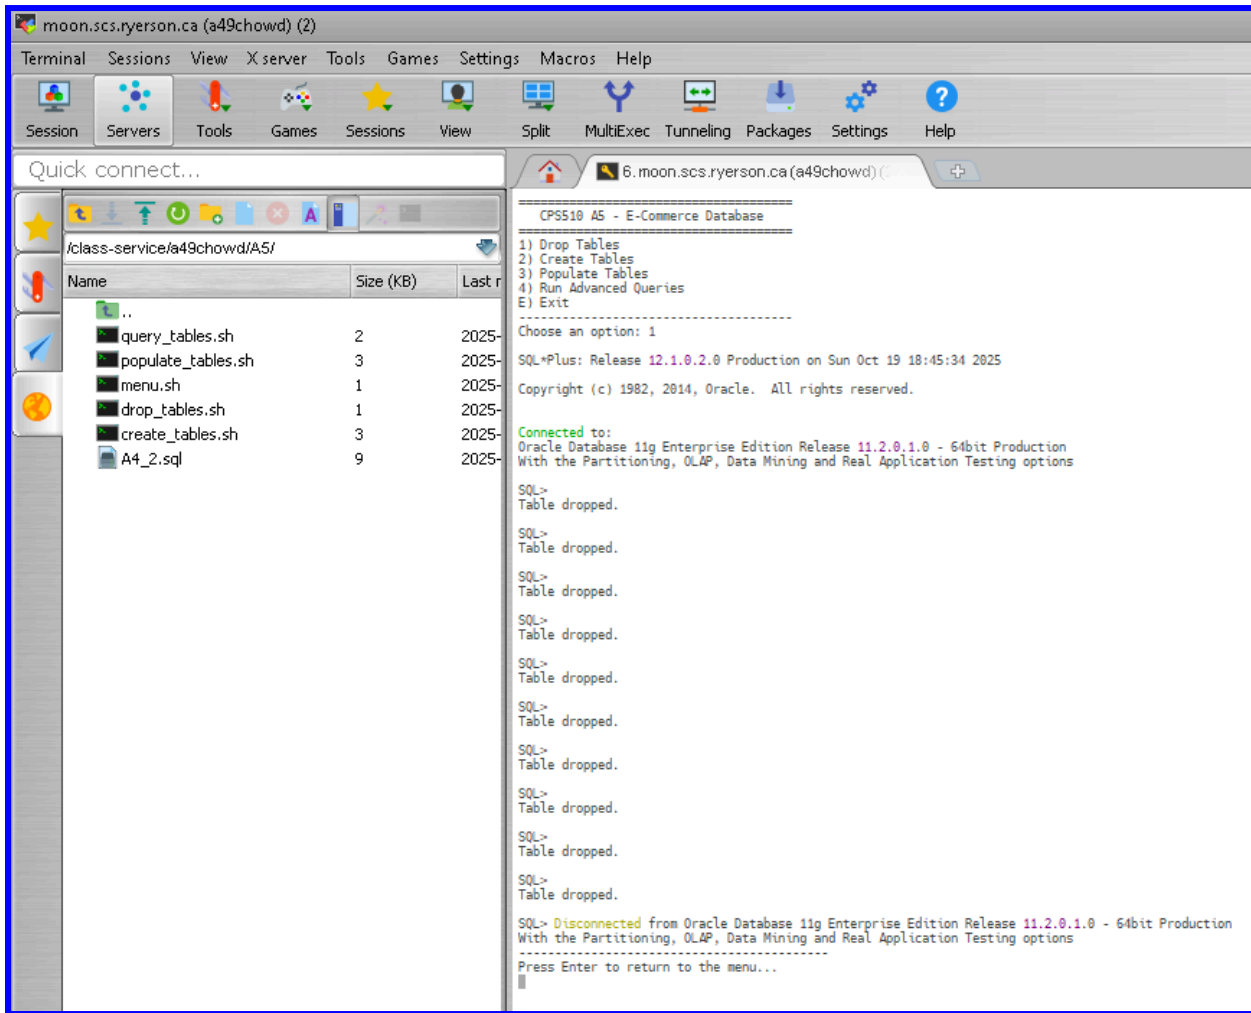 moon.scs.ryerson.ca (a49chowd) (2)
Terminal Sessions View X server Tools Games Settings Macros Help
Session Servers Tools Games Sessions View Split MultiExec Tunneling Packages Settings Help
Quick connect...
6. moon.scs.ryerson.ca (a49chowd) (
/class-service/a49chowd/A5/
Name Size (KB) Last r
..
query_tables.sh 2 2025-
populate_tables.sh 3 2025-
menu.sh 1 2025-
drop_tables.sh 1 2025-
create_tables.sh 3 2025-
A4_2.sql 9 2025-
======================================
CPS510 A5 - E-Commerce Database
======================================
1) Drop Tables
2) Create Tables
3) Populate Tables
4) Run Advanced Queries
E) Exit
--------------------------------------
Choose an option: 1
SQL*Plus: Release 12.1.0.2.0 Production on Sun Oct 19 18:45:34 2025
Copyright (c) 1982, 2014, Oracle.  All rights reserved.
Connected to:
Oracle Database 11g Enterprise Edition Release 11.2.0.1.0 - 64bit Production
With the Partitioning, OLAP, Data Mining and Real Application Testing options
SQL>
Table dropped.
SQL>
Table dropped.
SQL>
Table dropped.
SQL>
Table dropped.
SQL>
Table dropped.
SQL>
Table dropped.
SQL>
Table dropped.
SQL>
Table dropped.
SQL>
Table dropped.
SQL>
Table dropped.
SQL> Disconnected from Oracle Database 11g Enterprise Edition Release 11.2.0.1.0 - 64bit Production
With the Partitioning, OLAP, Data Mining and Real Application Testing options
-------------------------------------------
Press Enter to return to the menu...